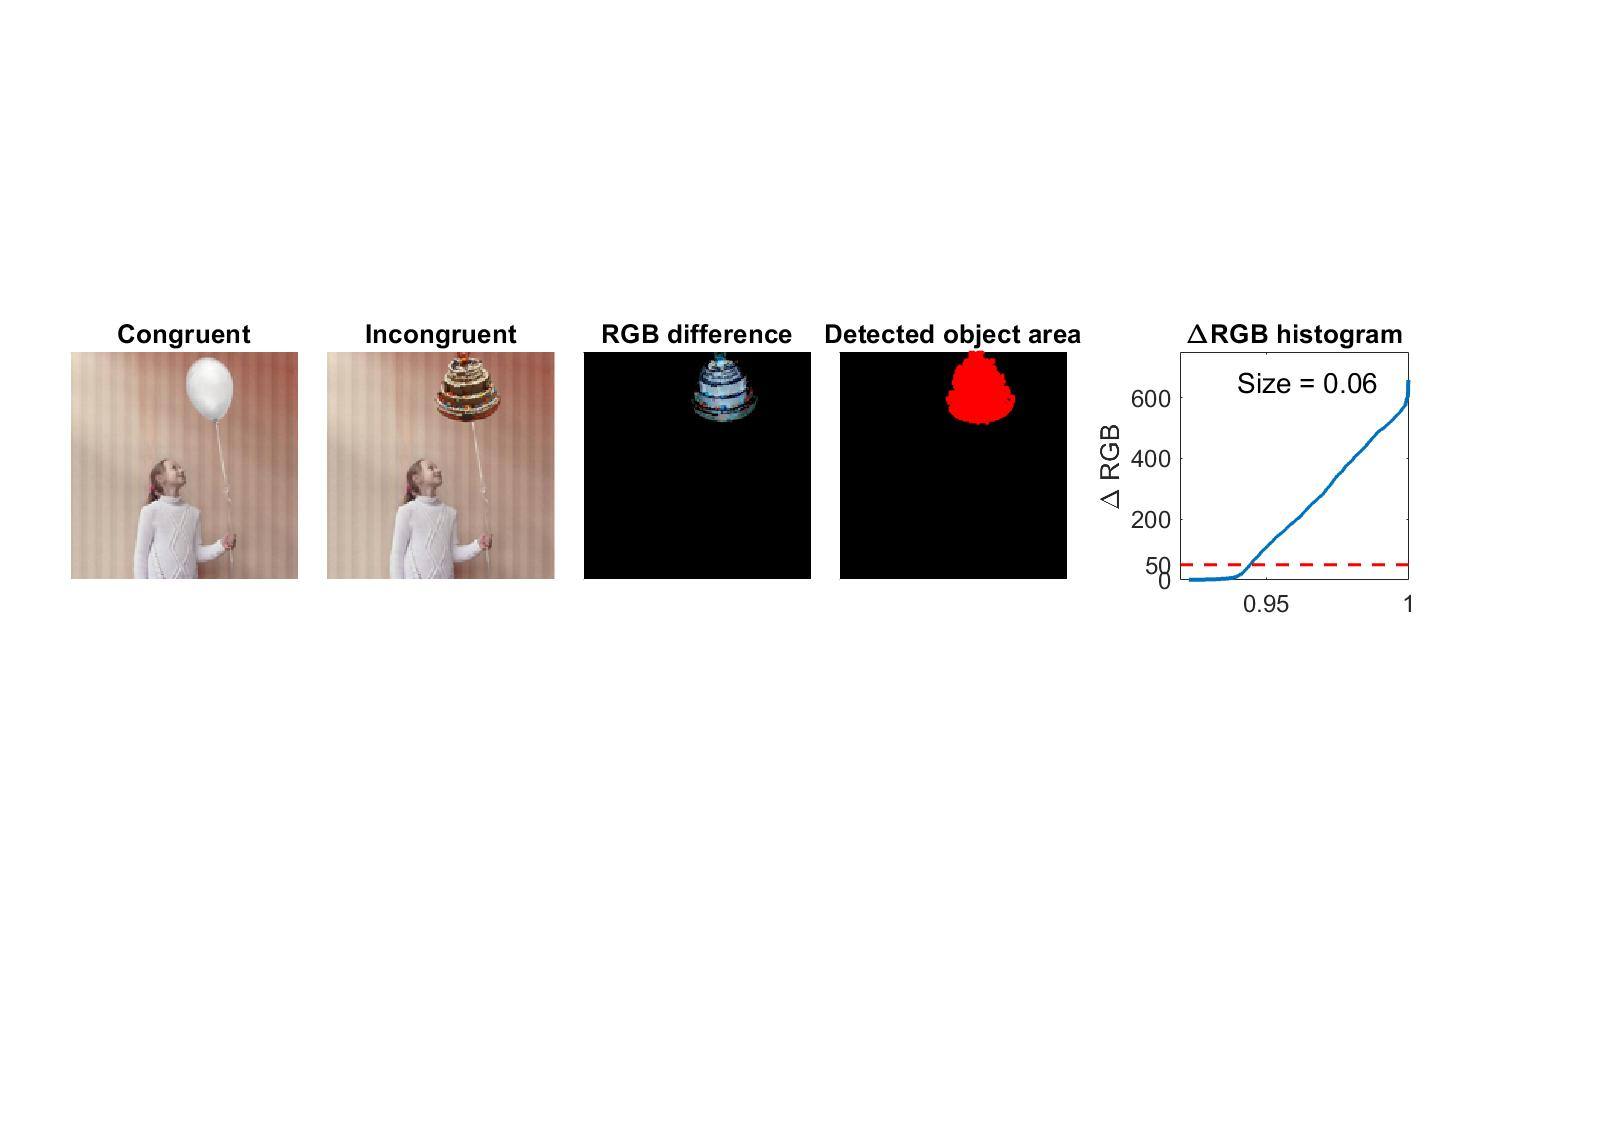 Congruent
Incongruent
RGB difference
Detected object area
ΔRGB histogram
Size = 0.06
Δ RGB
600
400
200
50
0
0.95
1